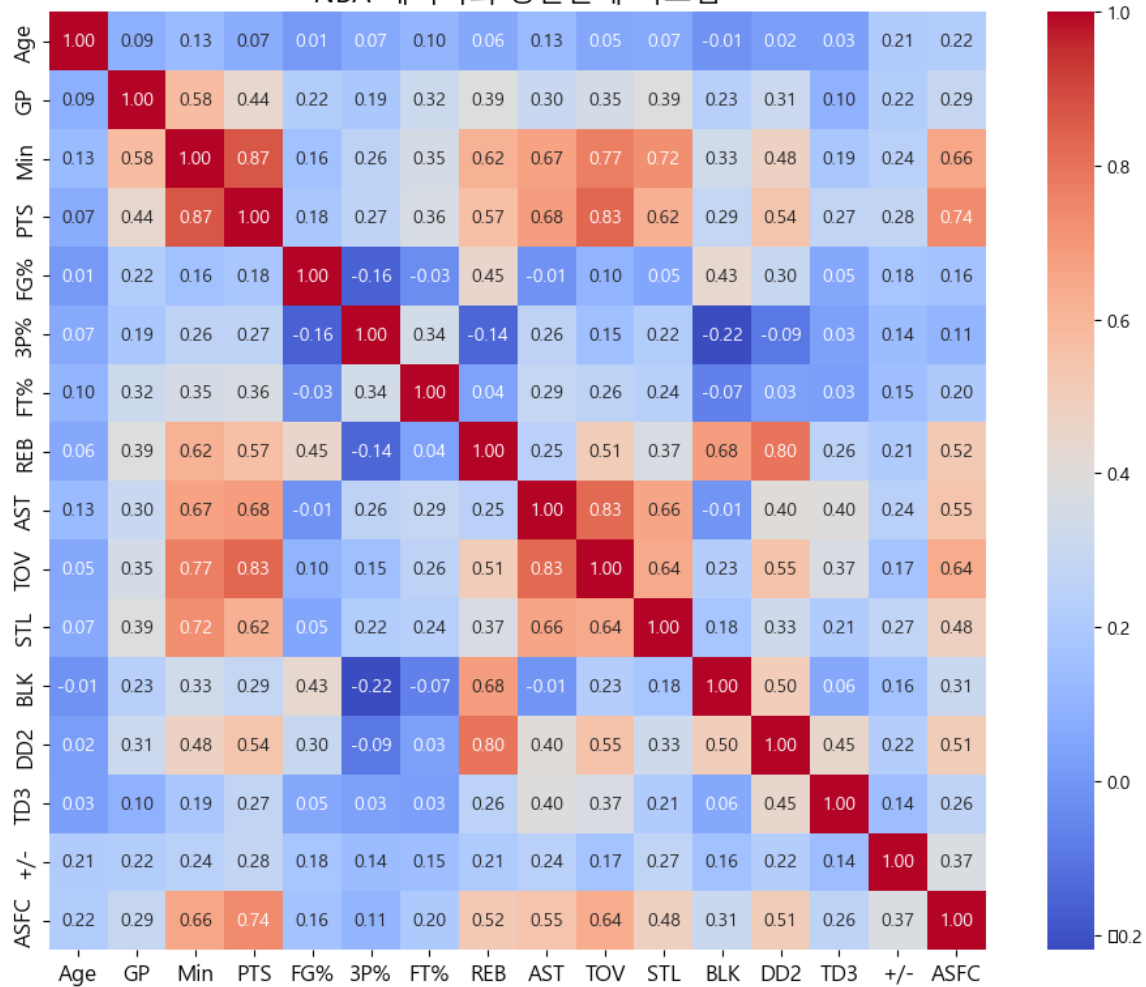 NBA
1.0
Age 1.00 0.09 0.13 0.07 0.01 0.07 0.10 0.06 0.13 0.05 0.07 -0.01 0.02 0.03 0.21 0.22
GP 0.09 1.00 0.58 0.44 0.22 0.19 0.32 0.39 0.30 0.35 0.39 0.23 0.31 0.10 0.22 0.29
Min 0.13 0.58 1.00 0.87 0.16 0.26 0.35 0.62 0.67 0.77 0.72 0.33 0.48 0.19 0.24 0.66
0.8
PTS 0.07 0.44 0.87 1.00 0.18 0.27 0.36 0.57 0.68 0.83 0.62 0.29 0.54 0.27 0.28 0.74
FG% 0.01 0.22 0.16 0.18 1.00 -0.16 -0.03 0.45 -0.01 0.10 0.05 0.43 0.30 0.05 0.18 0.16
0.6
3P% 0.07 0.19 0.26 0.27 -0.16 1.00 0.34 -0.14 0.26 0.15 0.22 -0.22 -0.09 0.03 0.14 0.11
FT% 0.10 0.32 0.35 0.36 -0.03 0.34 1.00 0.04 0.29 0.26 0.24 -0.07 0.03 0.03 0.15 0.20
REB 0.06 0.39 0.62 0.57 0.45 -0.14 0.04 1.00 0.25 0.51 0.37 0.68 0.80 0.26 0.21 0.52
0.4
AST 0.13 0.30 0.67 0.68 -0.01 0.26 0.29 0.25 1.00 0.83 0.66 -0.01 0.40 0.40 0.24 0.55
TOV 0.05 0.35 0.77 0.83 0.10 0.15 0.26 0.51 0.83 1.00 0.64 0.23 0.55 0.37 0.17 0.64
STL 0.07 0.39 0.72 0.62 0.05 0.22 0.24 0.37 0.66 0.64 1.00 0.18 0.33 0.21 0.27 0.48
0.2
BLK -0.01 0.23 0.33 0.29 0.43 -0.22 -0.07 0.68 -0.01 0.23 0.18 1.00 0.50 0.06 0.16 0.31
DD2 0.02 0.31 0.48 0.54 0.30 -0.09 0.03 0.80 0.40 0.55 0.33 0.50 1.00 0.45 0.22 0.51
0.0
TD3 0.03 0.10 0.19 0.27 0.05 0.03 0.03 0.26 0.40 0.37 0.21 0.06 0.45 1.00 0.14 0.26
+/- 0.21 0.22 0.24 0.28 0.18 0.14 0.15 0.21 0.24 0.17 0.27 0.16 0.22 0.14 1.00 0.37
ASFC 0.22 0.29 0.66 0.74 0.16 0.11 0.20 0.52 0.55 0.64 0.48 0.31 0.51 0.26 0.37 1.00
□0.2
Age GP Min PTS FG% 3P% FT% REB AST TOV STL BLK DD2 TD3 +/- ASFC